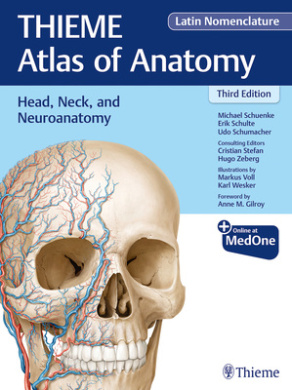 THIEME
Atlas of Anatomy
Latin Nomenclature
Third Edition
Head, Neck, and
Neuroanatomy
Michael Schuenke
Erik Schulte
Udo Schumacher
Consulting Editors
Cristian Stefan
Hugo Zeberg
Illustrations by
Markus Voll
Karl Wesker
Foreword by
Anne M. Gilroy
+ Online at
MedOne
Thieme